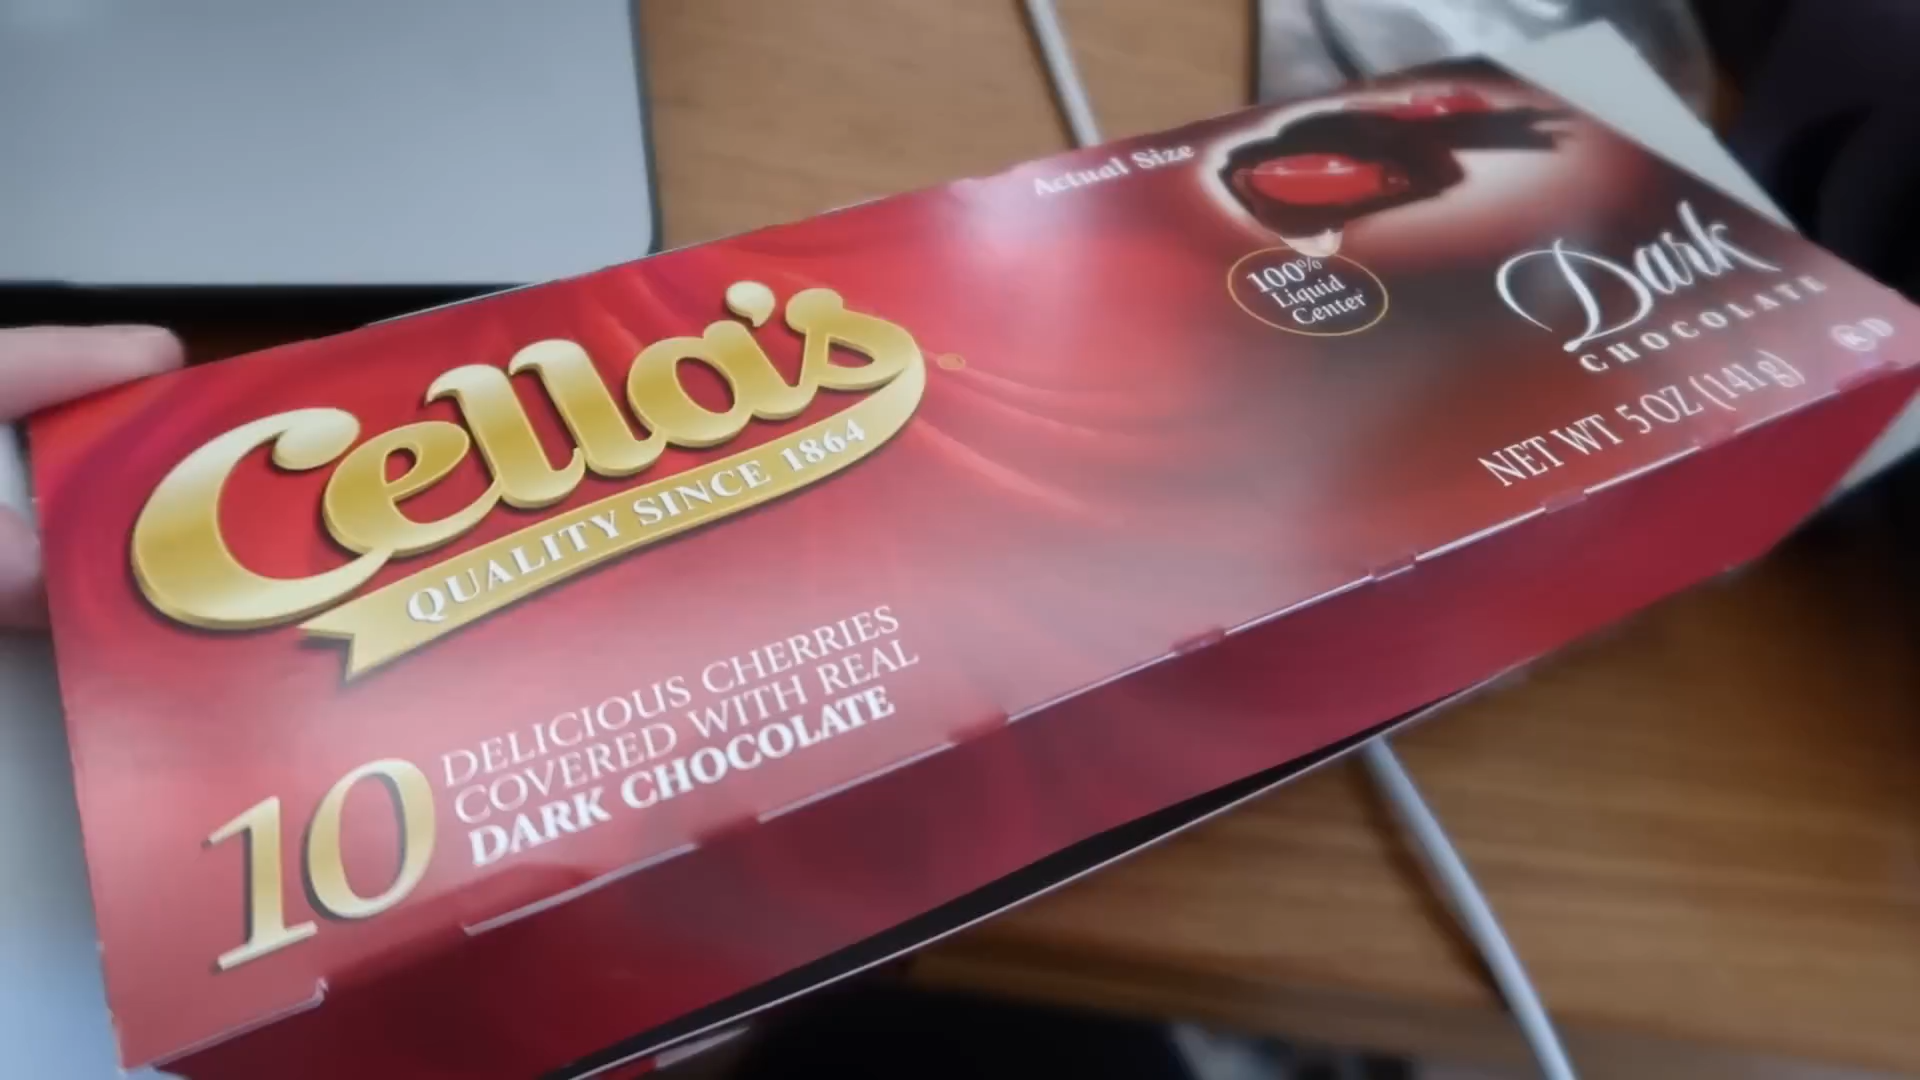 Cella's
QUALITY SINCE 1864
10
DELICIOUS CHERRIES
COVERED WITH REAL
DARK CHOCOLATE
Actual Size
100%
Liquid
Center
Dark
CHOCOLATE
NET WT 5 OZ (141 g)